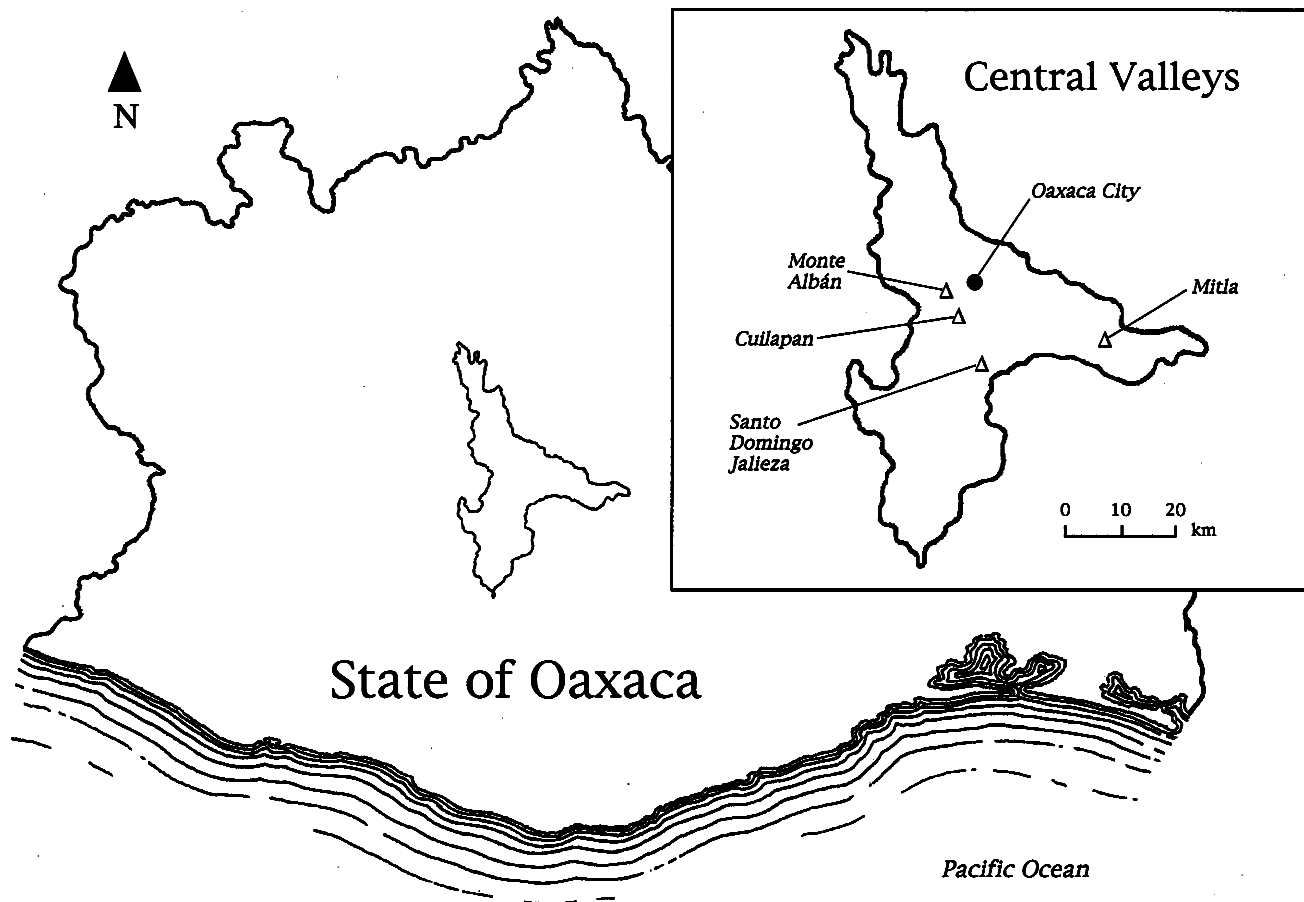 N
Central Valleys
Oaxaca City
Monte
Albán
Mitla
Cuilapan
Santo
Domingo
Jalieza
0 10 20
km
State of Oaxaca
Pacific Ocean